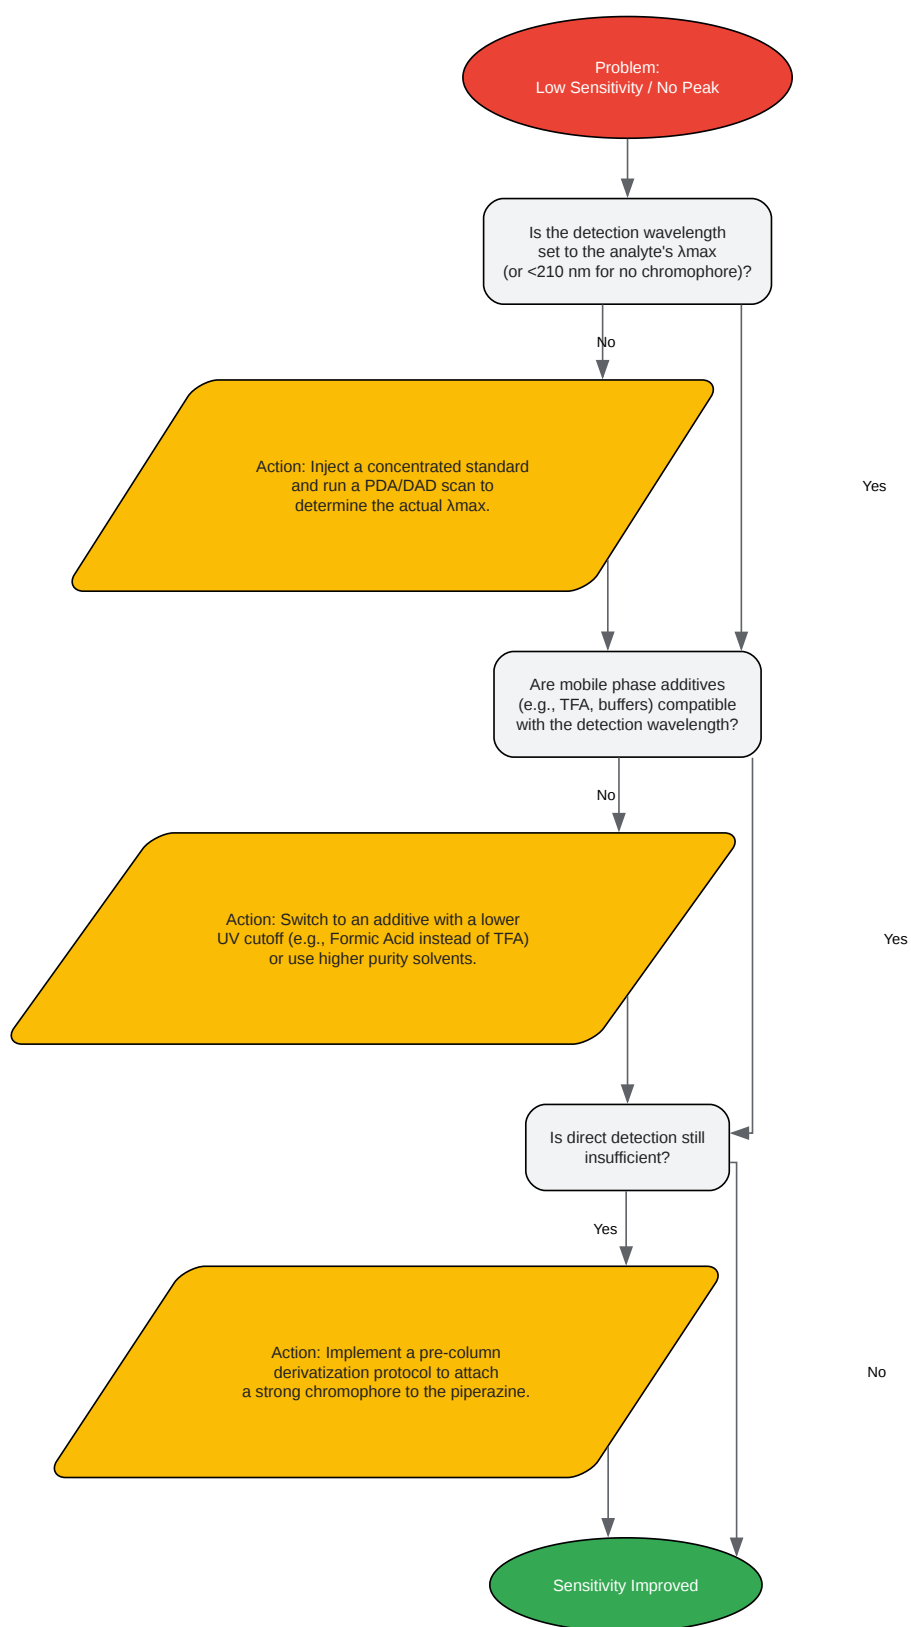 Problem:
Low Sensitivity / No Peak
Is the detection wavelength
set to the analyte's λmax
(or <210 nm for no chromophore)?
No
Action: Inject a concentrated standard
and run a PDA/DAD scan to
determine the actual λmax.
Yes
Are mobile phase additives
(e.g., TFA, buffers) compatible
with the detection wavelength?
No
Action: Switch to an additive with a lower
UV cutoff (e.g., Formic Acid instead of TFA)
or use higher purity solvents.
Yes
Is direct detection still
insufficient?
Yes
Action: Implement a pre-column
derivatization protocol to attach
a strong chromophore to the piperazine.
No
Sensitivity Improved